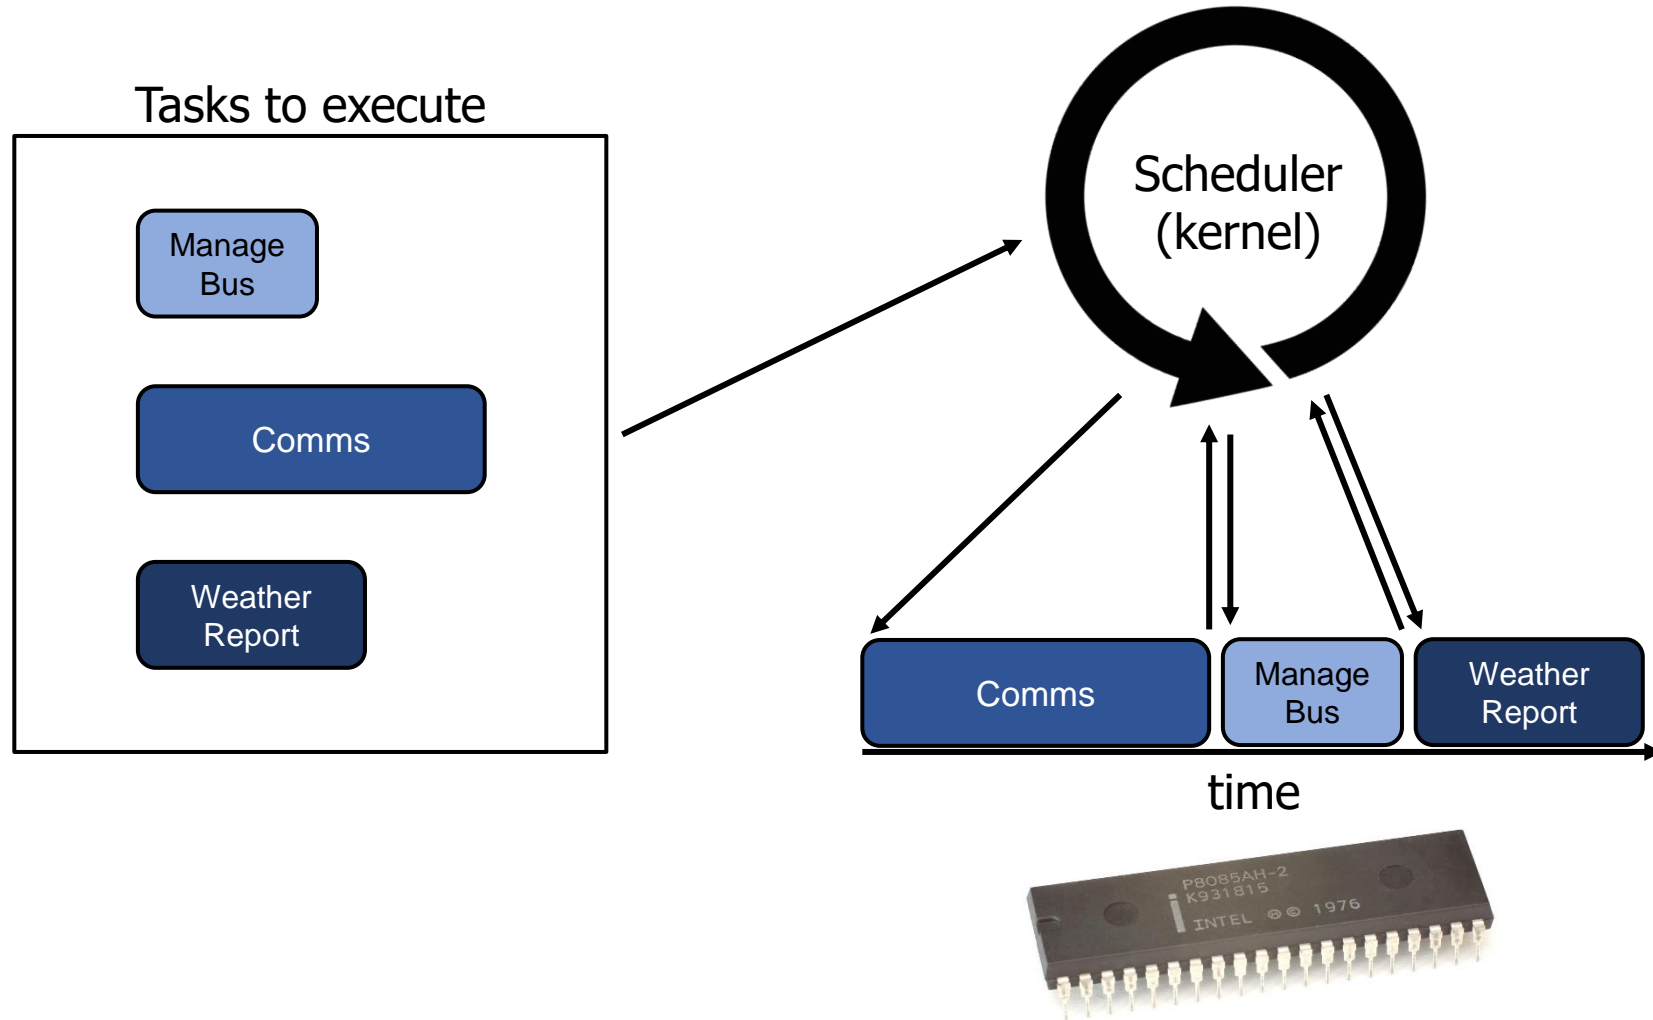 Tasks to execute
Manage
Bus
Comms
Weather
Report
Scheduler
(kernel)
Comms
Manage
Bus
Weather
Report
time
P8085AH-2
K931815
INTEL ® © 1976